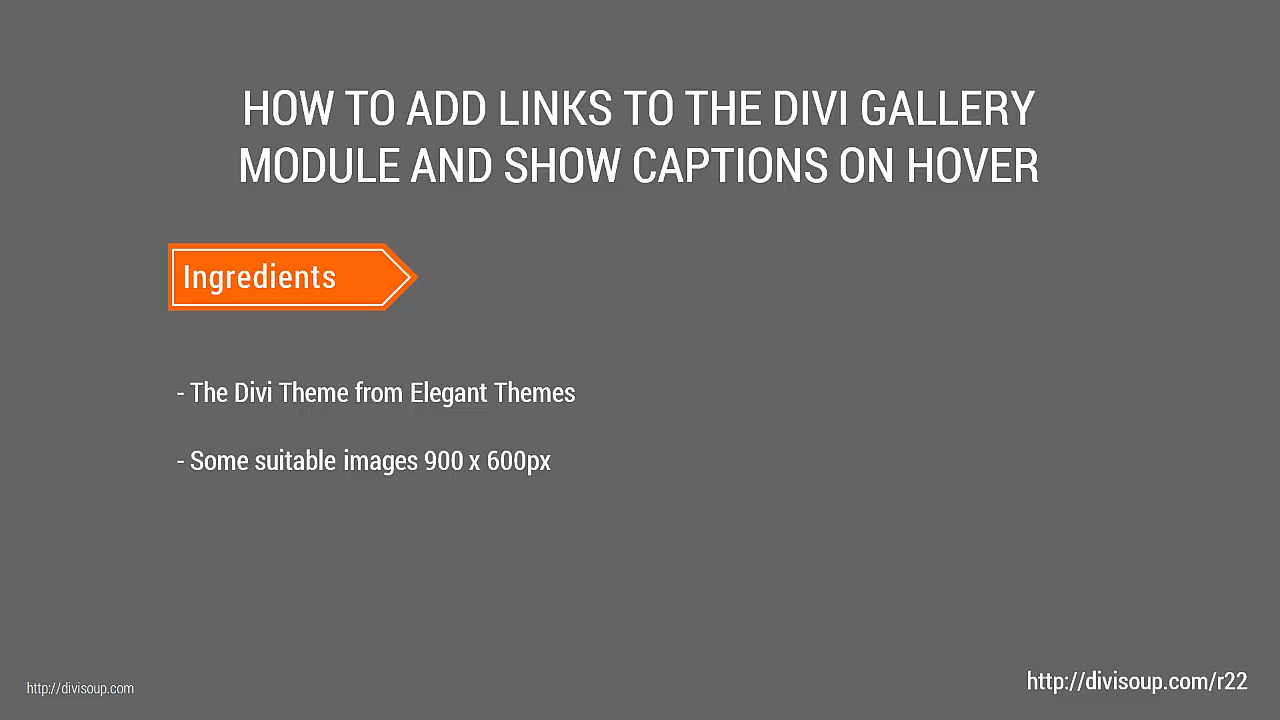 HOW TO ADD LINKS TO THE DIVI GALLERY
MODULE AND SHOW CAPTIONS ON HOVER
Ingredients
- The Divi Theme from Elegant Themes
- Some suitable images 900 x 600px
http://divisoup.com
http://divisoup.com/r22